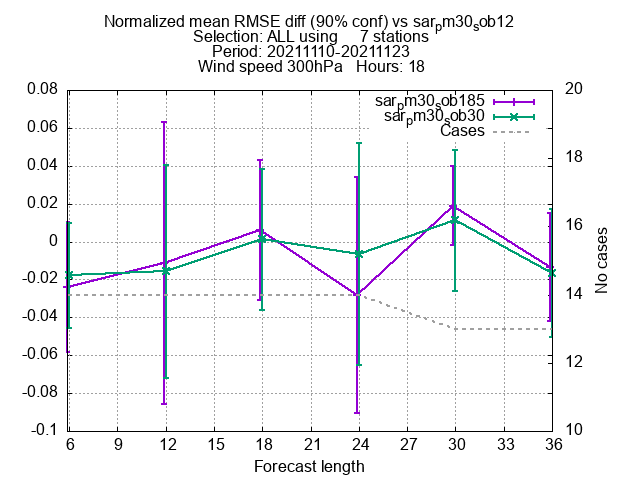 Normalized mean RMSE diff (90% conf) vs sarpm30sob12
Selection: ALL using 7 stations
Period: 20211110-20211123
Wind speed 300hPa Hours: 18
sarpm30sob185
sarpm30sob30
Cases
0.08
0.06
0.04
0.02
0
-0.02
-0.04
-0.06
-0.08
-0.1
20
18
16
14
12
10
No cases
6 9 12 15 18 21 24 27 30 33 36
Forecast length